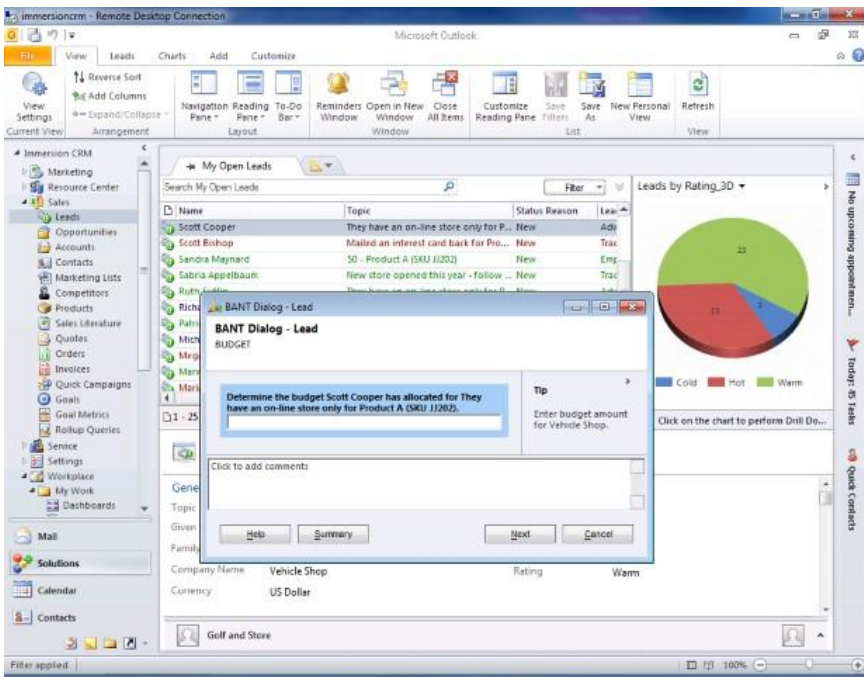 immersioncrm - Remote Desktop Connection
Microsoft Outlook
File View Leads Charts Add Customize
View Settings
Reverse Sort
Add Columns
Expand/Collapse
Navigation Pane
Reading Pane
To-Do Bar
Reminders Window
Open in New Window
Close All Items
Customize Reading Pane
Save Filters
Save As
New Personal View
Refresh
Current View Arrangement Layout Window List View
Immersion CRM
Marketing
Resource Center
Sales
Leads
Opportunities
Accounts
Contacts
Marketing Lists
Competitors
Products
Sales Literature
Quotes
Orders
Invoices
Quick Campaigns
Goals
Goal Metrics
Rollup Queries
Service
Settings
Workplace
My Work
Dashboards
Mail
Solutions
Calendar
Contacts
My Open Leads
Search My Open Leads
Filter
Name Topic Status Reason
Scott Cooper They have an on-line store only for P... New
Scott Bishop Mailed an interest card back for Pro... New
Sandra Maynard 50 - Product A (SKU JJ202) New
Sabria Appelbaum New store opened this year - follow ... New
BANT Dialog - Lead
BANT Dialog - Lead
BUDGET
Determine the budget Scott Cooper has allocated for They
have an on-line store only for Product A (SKU JJ202).
Tip
Enter budget amount
for Vehicle Shop.
Click to add comments
Help Summary Next Cancel
Topic
Given
Company Name Vehicle Shop Rating Warm
Currency US Dollar
Golf and Store
Leads by Rating_3D
23
13
Cold Hot Warm
Click on the chart to perform Drill Do...
No upcoming appointmen...
Today: 45 Tasks
Quick Contacts
Filter applied
100%